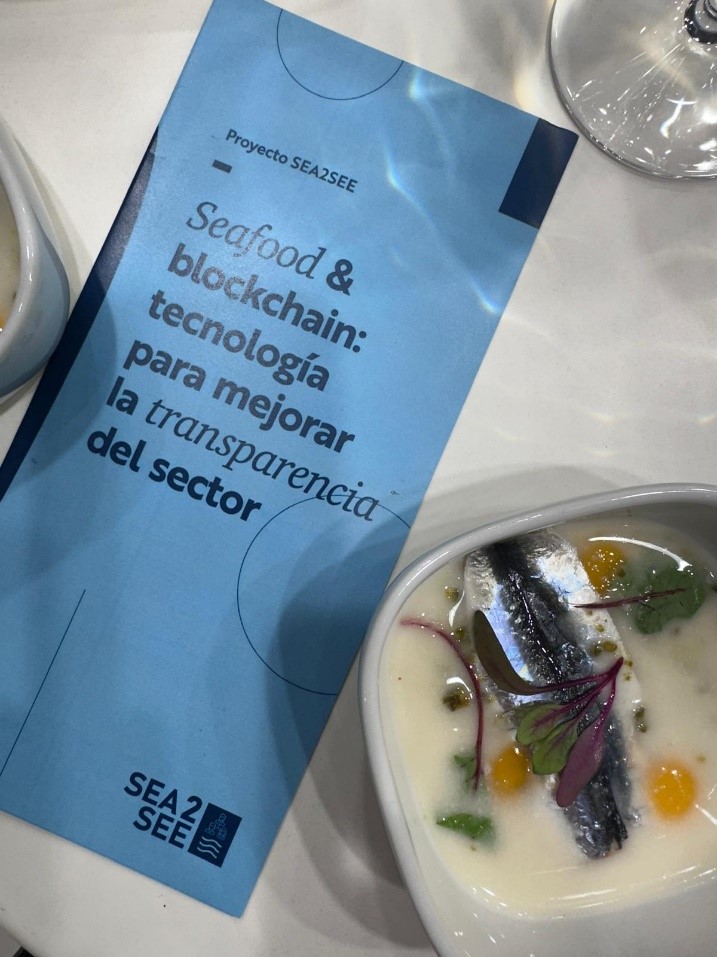 Proyecto SEA2SEE
Seafood &
blockchain:
tecnología
para mejorar
la transparencia
del sector
SEA2
SEE